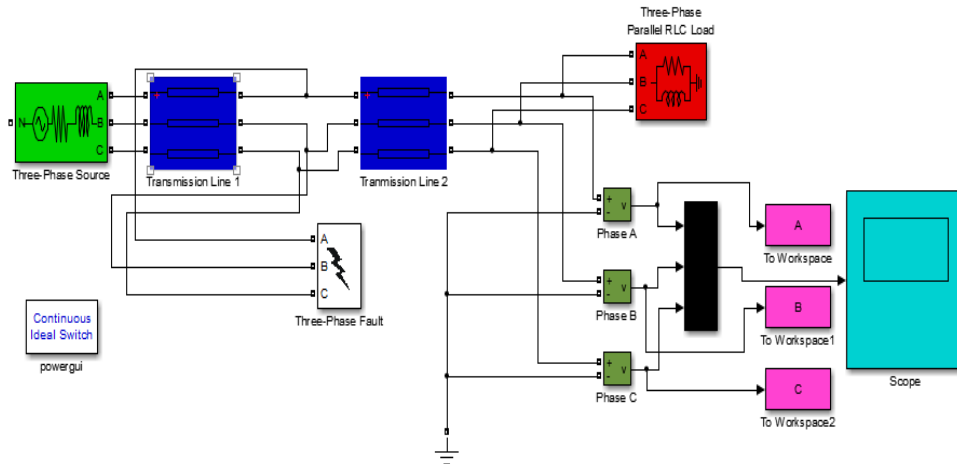 Three-Phase
Parallel RLC Load
A
B
C
N
A
B
C
Three-Phase Source
Transmission Line 1
Tranmission Line 2
A
B
C
Three-Phase Fault
Continuous
Ideal Switch
powergui
+
-
v
Phase A
+
-
v
Phase B
+
-
v
Phase C
A
To Workspace
B
To Workspace1
C
To Workspace2
Scope